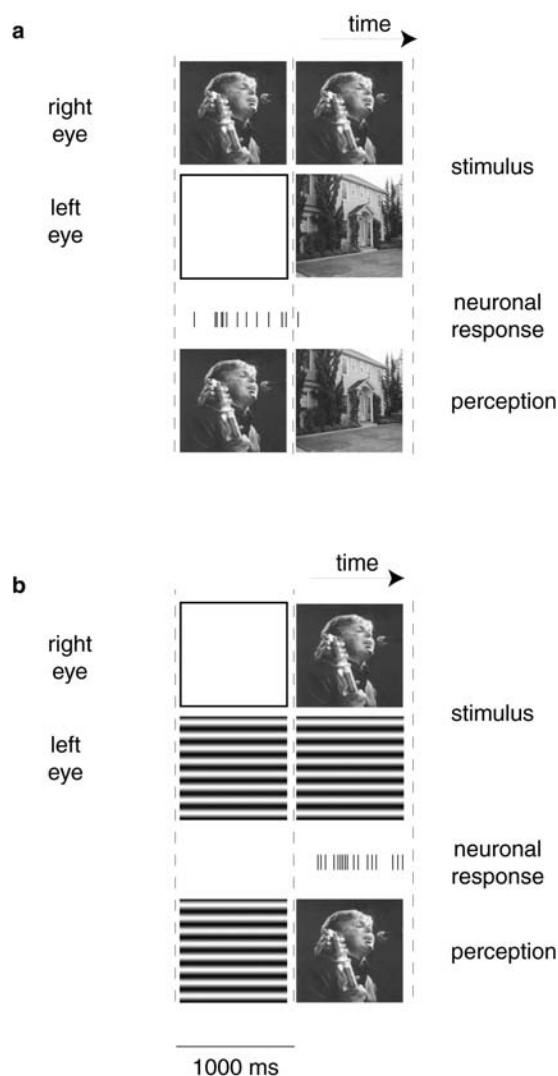 a
time
right
eye
stimulus
left
eye
neuronal
response
perception
time
b
right
eye
stimulus
left
eye
neuronal
response
perception
1000 ms